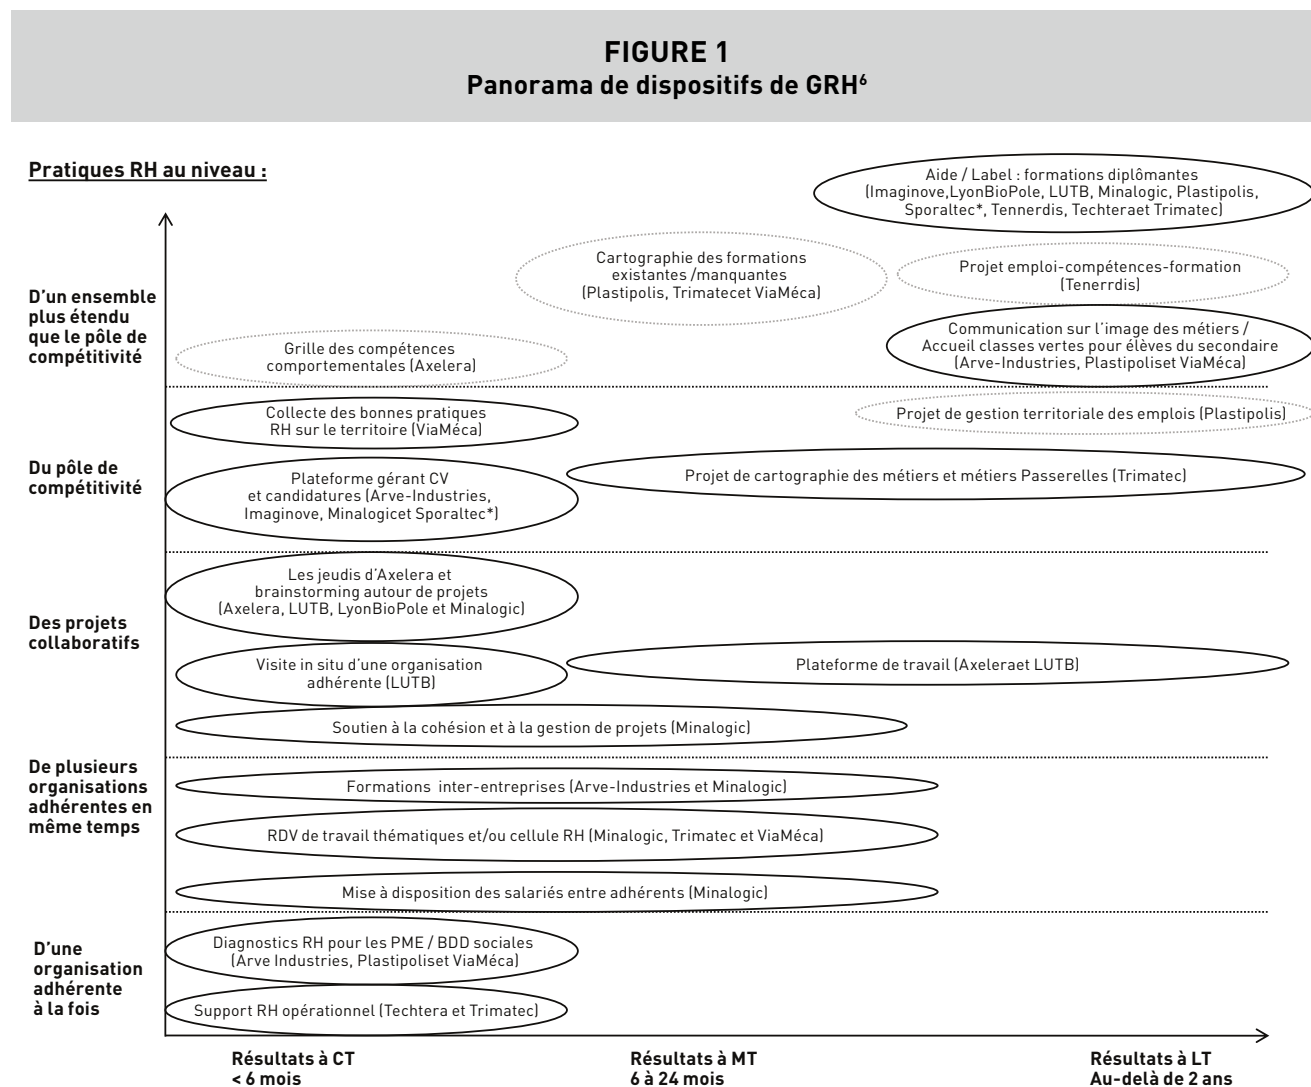 FIGURE 1
Panorama de dispositifs de GRH⁶
Pratiques RH au niveau :
Aide / Label : formations diplômantes
(Imaginove,LyonBioPole, LUTB, Minalogic, Plastipolis,
Sporaltec*, Tennerdis, Techteraet Trimatec)
D'un ensemble
plus étendu
que le pôle de
compétitivité
Cartographie des formations
existantes /manquantes
(Plastipolis, Trimatecet ViaMéca)
Projet emploi-compétences-formation
(Tenerrdis)
Communication sur l'image des métiers /
Accueil classes vertes pour élèves du secondaire
(Arve-Industries, Plastipoliset ViaMéca)
Grille des compétences
comportementales (Axelera)
Du pôle de
compétitivité
Collecte des bonnes pratiques
RH sur le territoire (ViaMéca)
Projet de gestion territoriale des emplois (Plastipolis)
Plateforme gérant CV
et candidatures (Arve-Industries,
Imaginove, Minalogicet Sporaltec*)
Projet de cartographie des métiers et métiers Passerelles (Trimatec)
Des projets
collaboratifs
Les jeudis d'Axelera et
brainstorming autour de projets
(Axelera, LUTB, LyonBioPole et Minalogic)
Visite in situ d'une organisation
adhérente (LUTB)
Plateforme de travail (Axeleraet LUTB)
Soutien à la cohésion et à la gestion de projets (Minalogic)
De plusieurs
organisations
adhérentes en
même temps
Formations inter-entreprises (Arve-Industries et Minalogic)
RDV de travail thématiques et/ou cellule RH (Minalogic, Trimatec et ViaMéca)
Mise à disposition des salariés entre adhérents (Minalogic)
D'une
organisation
adhérente
à la fois
Diagnostics RH pour les PME / BDD sociales
(Arve Industries, Plastipoliset ViaMéca)
Support RH opérationnel (Techtera et Trimatec)
Résultats à CT
< 6 mois
Résultats à MT
6 à 24 mois
Résultats à LT
Au-delà de 2 ans